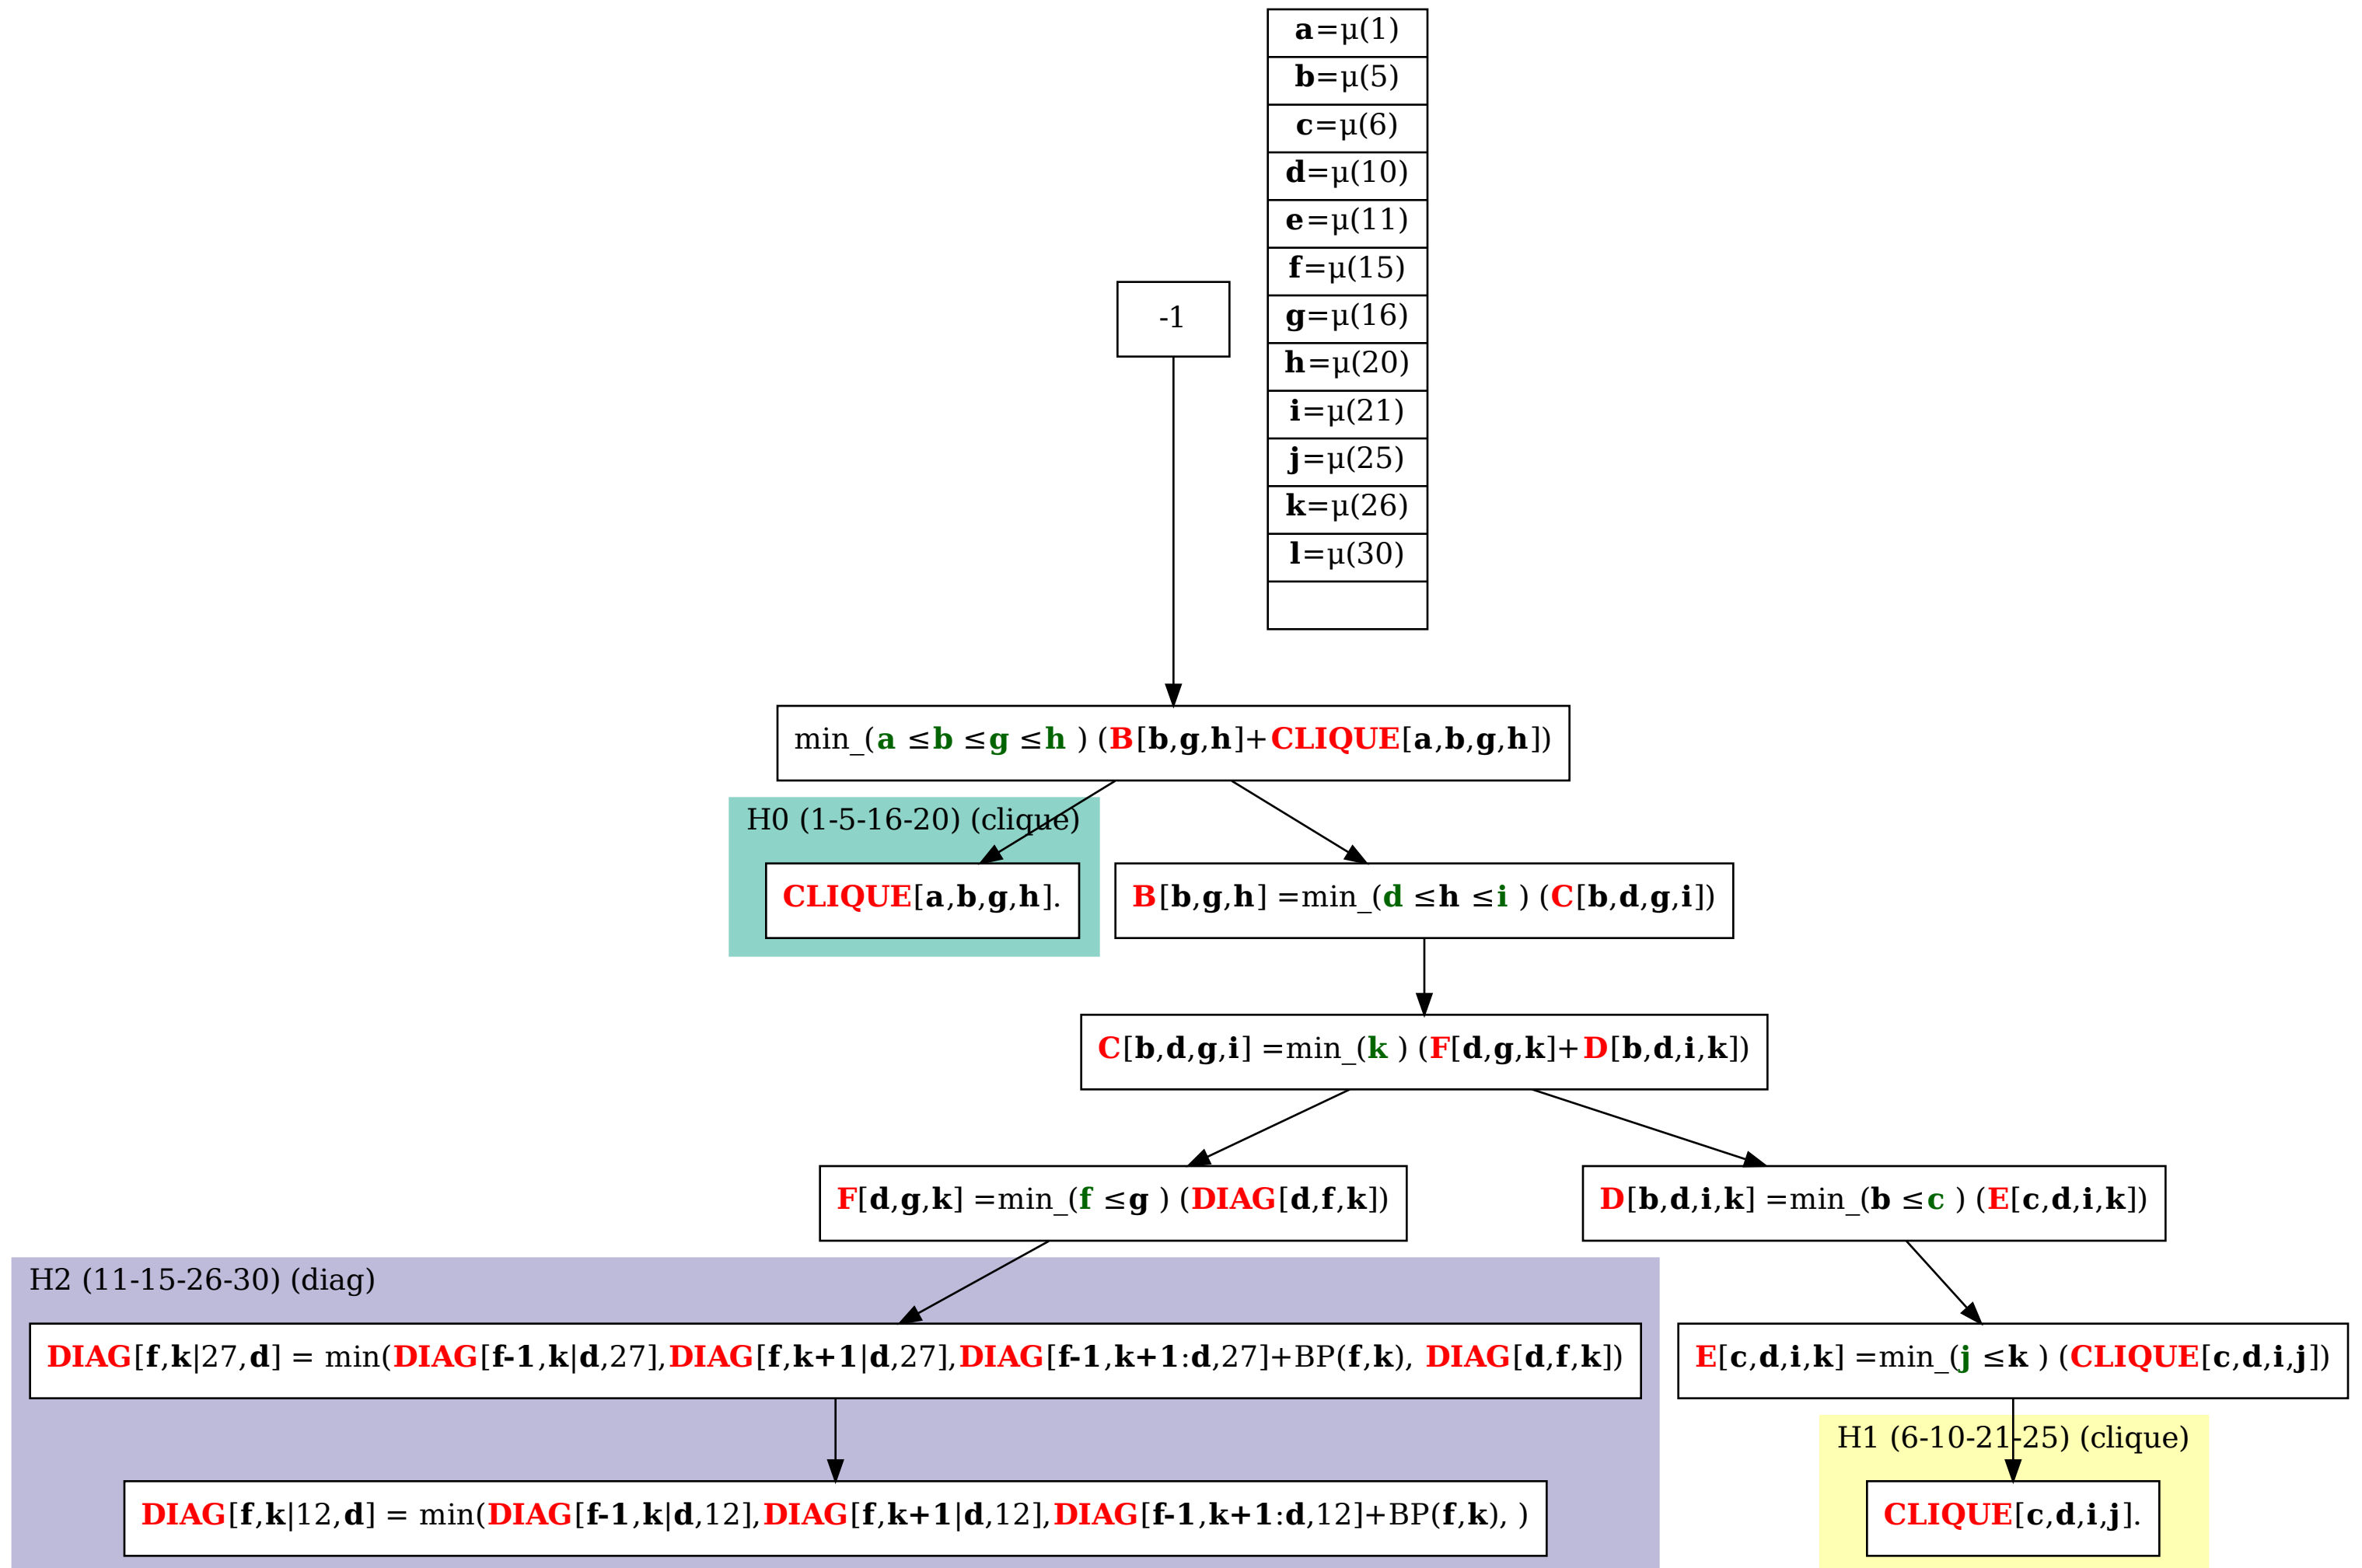 a=µ(1)
b=µ(5)
c=µ(6)
d=µ(10)
e=µ(11)
f=µ(15)
g=µ(16)
h=µ(20)
i=µ(21)
j=µ(25)
k=µ(26)
l=µ(30)
-1
min_(a ≤b ≤g ≤h ) (B[b,g,h]+CLIQUE[a,b,g,h])
H0 (1-5-16-20) (clique)
CLIQUE[a,b,g,h].
B[b,g,h] =min_(d ≤h ≤i ) (C[b,d,g,i])
C[b,d,g,i] =min_(k ) (F[d,g,k]+D[b,d,i,k])
F[d,g,k] =min_(f ≤g ) (DIAG[d,f,k])
D[b,d,i,k] =min_(b ≤c ) (E[c,d,i,k])
H2 (11-15-26-30) (diag)
DIAG[f,k|27,d] = min(DIAG[f-1,k|d,27],DIAG[f,k+1|d,27],DIAG[f-1,k+1:d,27]+BP(f,k), DIAG[d,f,k])
E[c,d,i,k] =min_(j ≤k ) (CLIQUE[c,d,i,j])
H1 (6-10-21-25) (clique)
DIAG[f,k|12,d] = min(DIAG[f-1,k|d,12],DIAG[f,k+1|d,12],DIAG[f-1,k+1:d,12]+BP(f,k), )
CLIQUE[c,d,i,j].